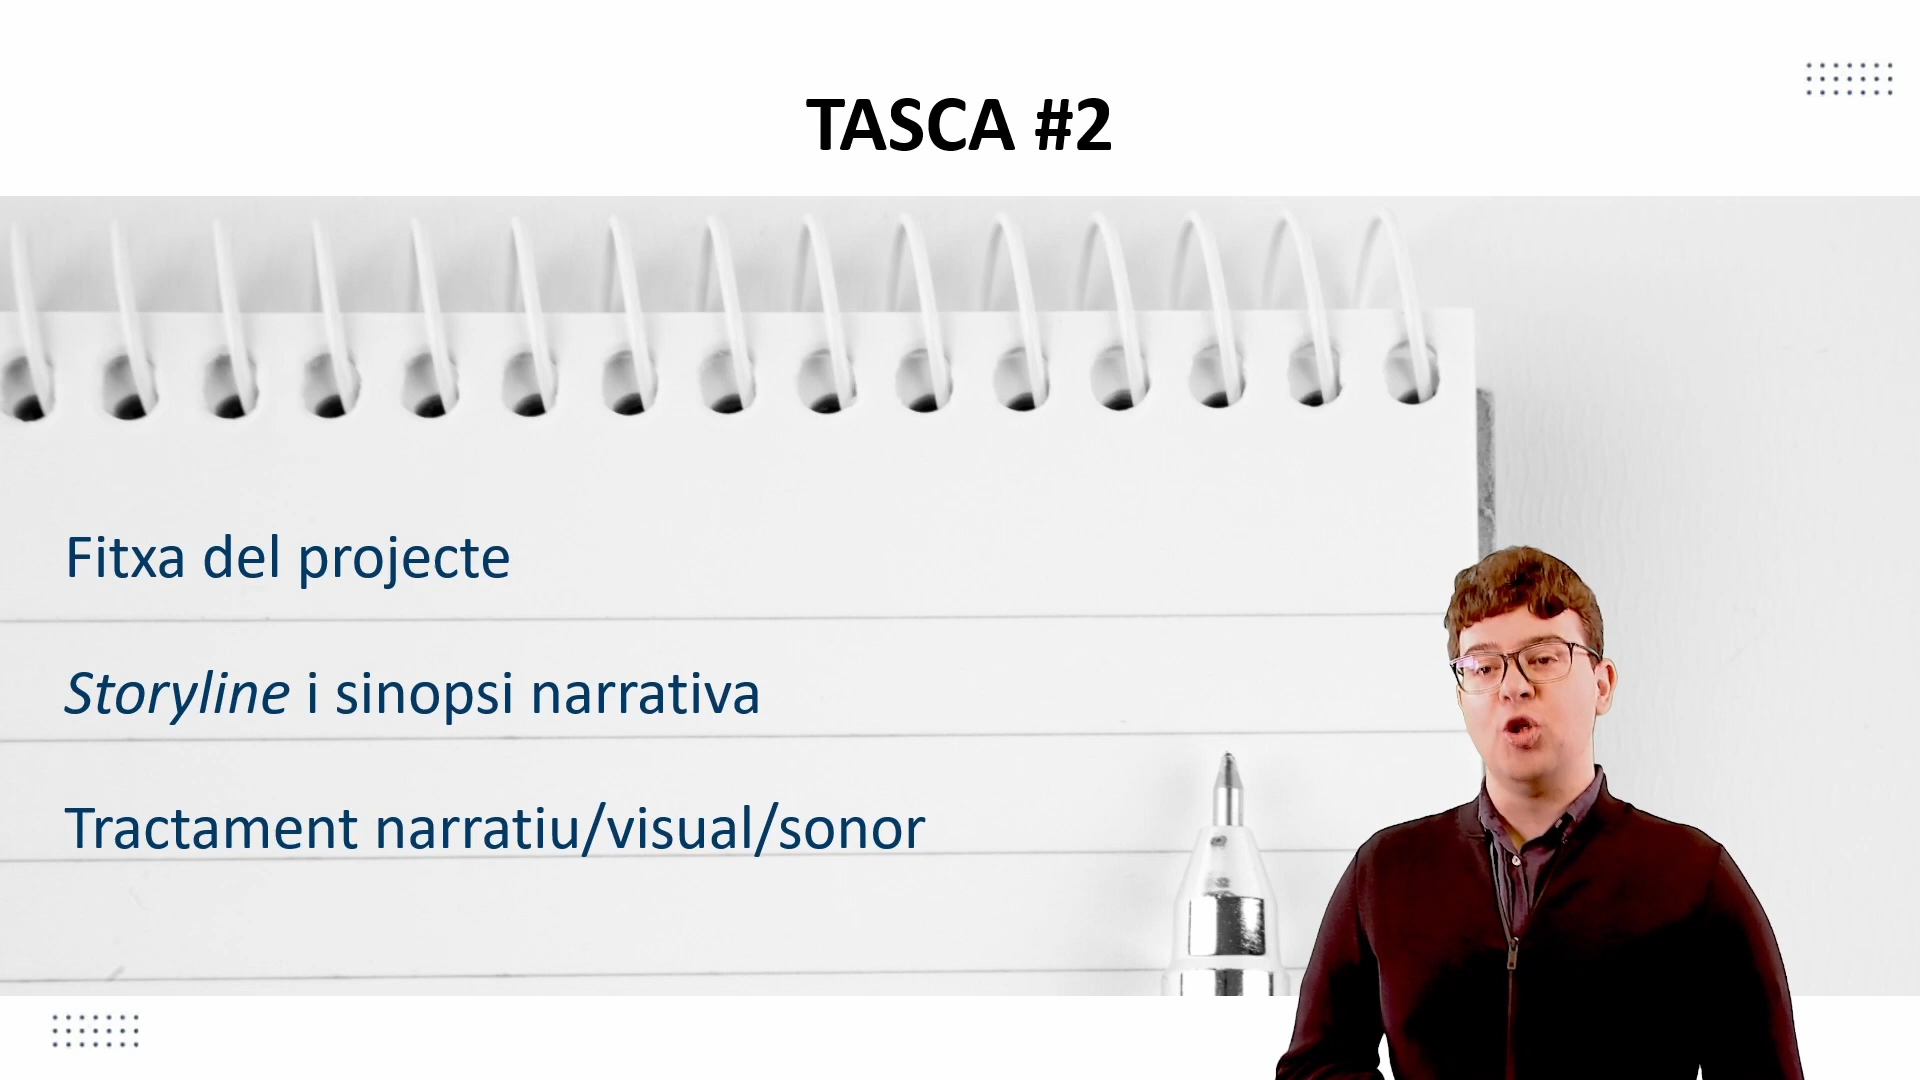 TASCA #2
Fitxa del projecte
Storyline i sinopsi narrativa
Tractament narratiu/visual/sonor